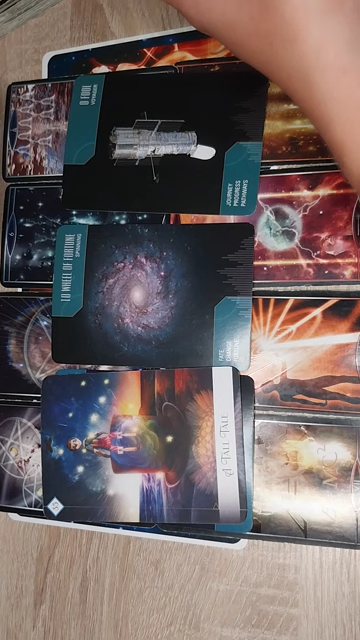 0 FOOL
VOYAGER
JOURNEY
PROGRESS
PATHWAYS
10 WHEEL OF FORTUNE
SPINNING
FATE
CHANGE
A TALL TALE